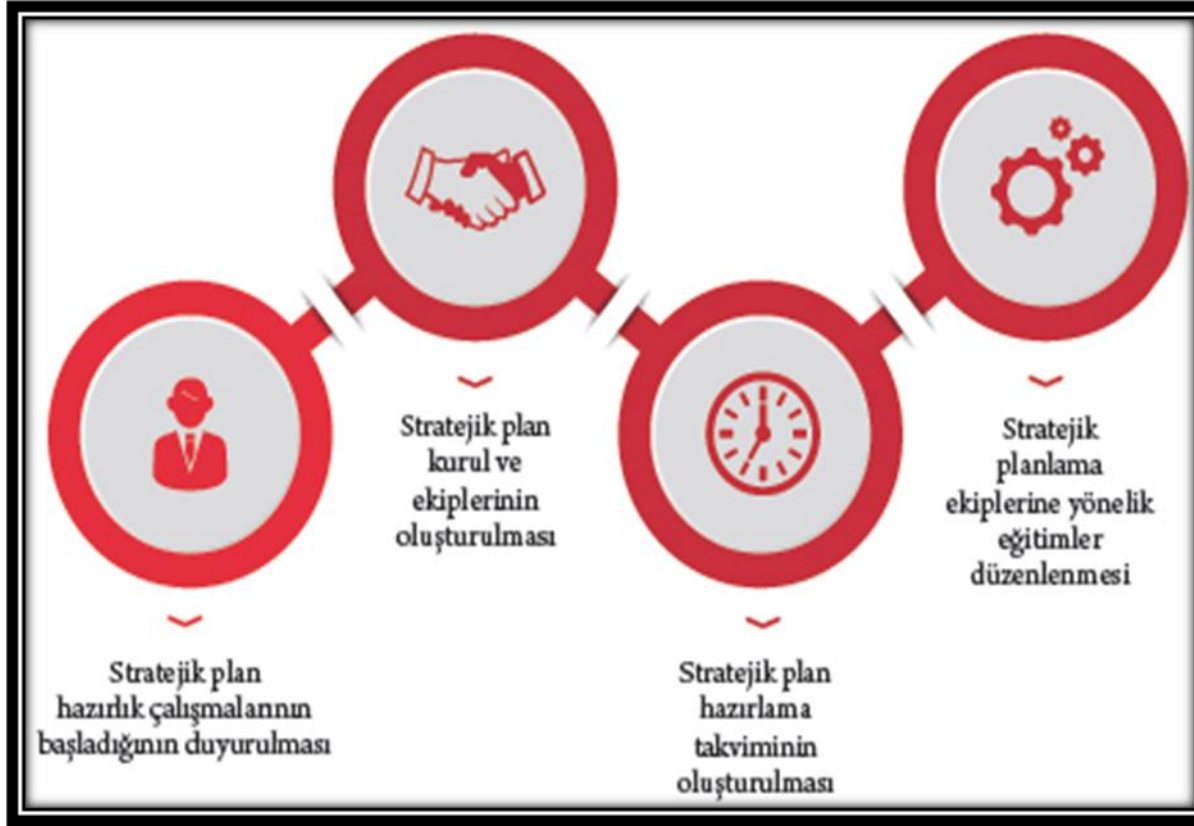 Stratejik plan
hazırlık çalışmalarının
başladığının duyurulması
Stratejik plan
kurul ve
ekiplerinin
oluşturulması
Stratejik plan
hazırlama
takviminin
oluşturulması
Stratejik
planlama
ekiplerine yönelik
eğitimler
düzenlenmesi